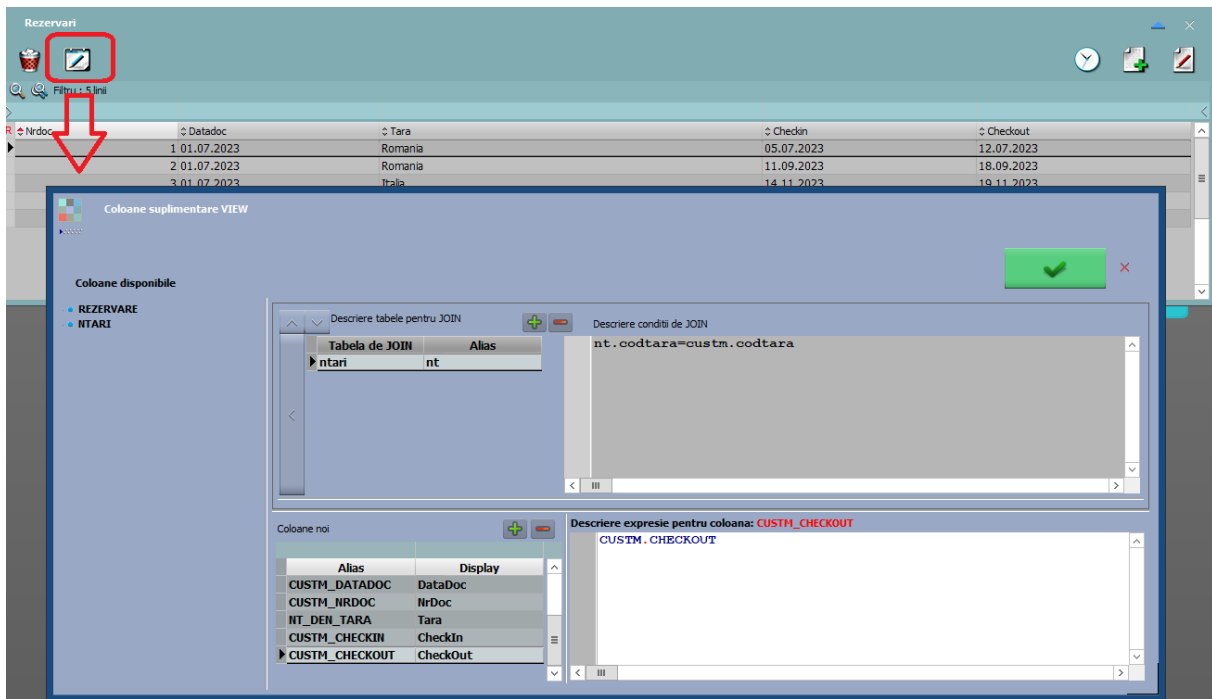 Rezervari
Filtru : 5 linii
R Nrdoc Datadoc Tara Checkin Checkout
1 01.07.2023 Romania 05.07.2023 12.07.2023
2 01.07.2023 Romania 11.09.2023 18.09.2023
3 01.07.2023 Italia 14.11.2023 19.11.2023
Coloane suplimentare VIEW
Coloane disponibile
REZERVARE
NTARI
Descriere tabele pentru JOIN
Descriere conditii de JOIN
Tabela de JOIN Alias
ntari nt
nt.codtara=custm.codtara
Coloane noi
Descriere expresie pentru coloana: CUSTM_CHECKOUT
CUSTM.CHECKOUT
Alias Display
CUSTM_DATADOC DataDoc
CUSTM_NRDOC NrDoc
NT_DEN_TARA Tara
CUSTM_CHECKIN CheckIn
CUSTM_CHECKOUT CheckOut